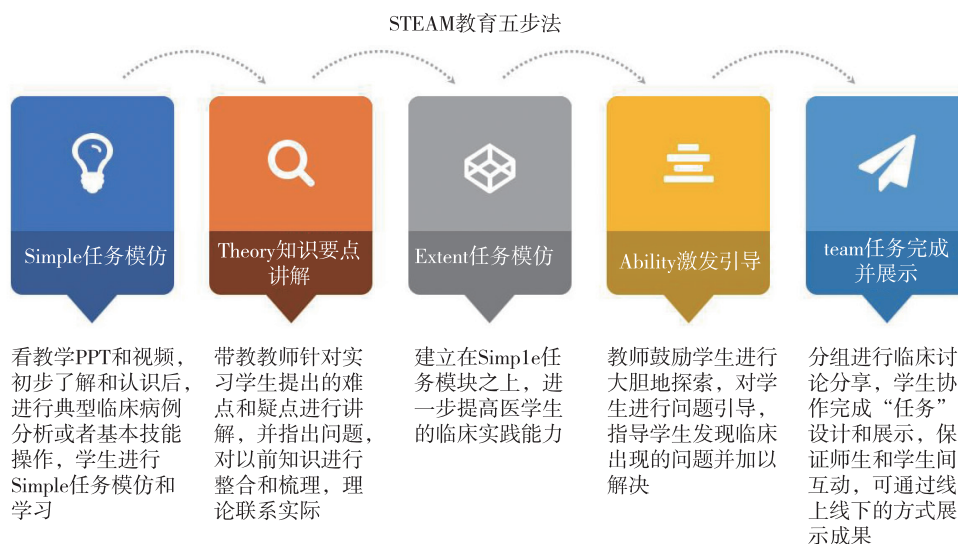 STEAM教育五步法
Simple任务模仿
Theory知识要点
讲解
Extent任务模仿
Ability激发引导
team任务完成
并展示
看教学PPT和视频，
初步了解和认识后，
进行典型临床病例
分析或者基本技能
操作，学生进行
Simple任务模仿和
学习
带教教师针对实
习学生提出的难
点和疑点进行讲
解，并指出问题，
对以前知识进行
整合和梳理，理
论联系实际
建立在Simp1e任
务模块之上，进
一步提高医学生
的临床实践能力
教师鼓励学生进行
大胆地探索，对学
生进行问题引导，
指导学生发现临床
出现的问题并加以
解决
分组进行临床讨
论分享，学生协
作完成“任务”
设计和展示，保
证师生和学生间
互动，可通过线
上线下的方式展
示成果